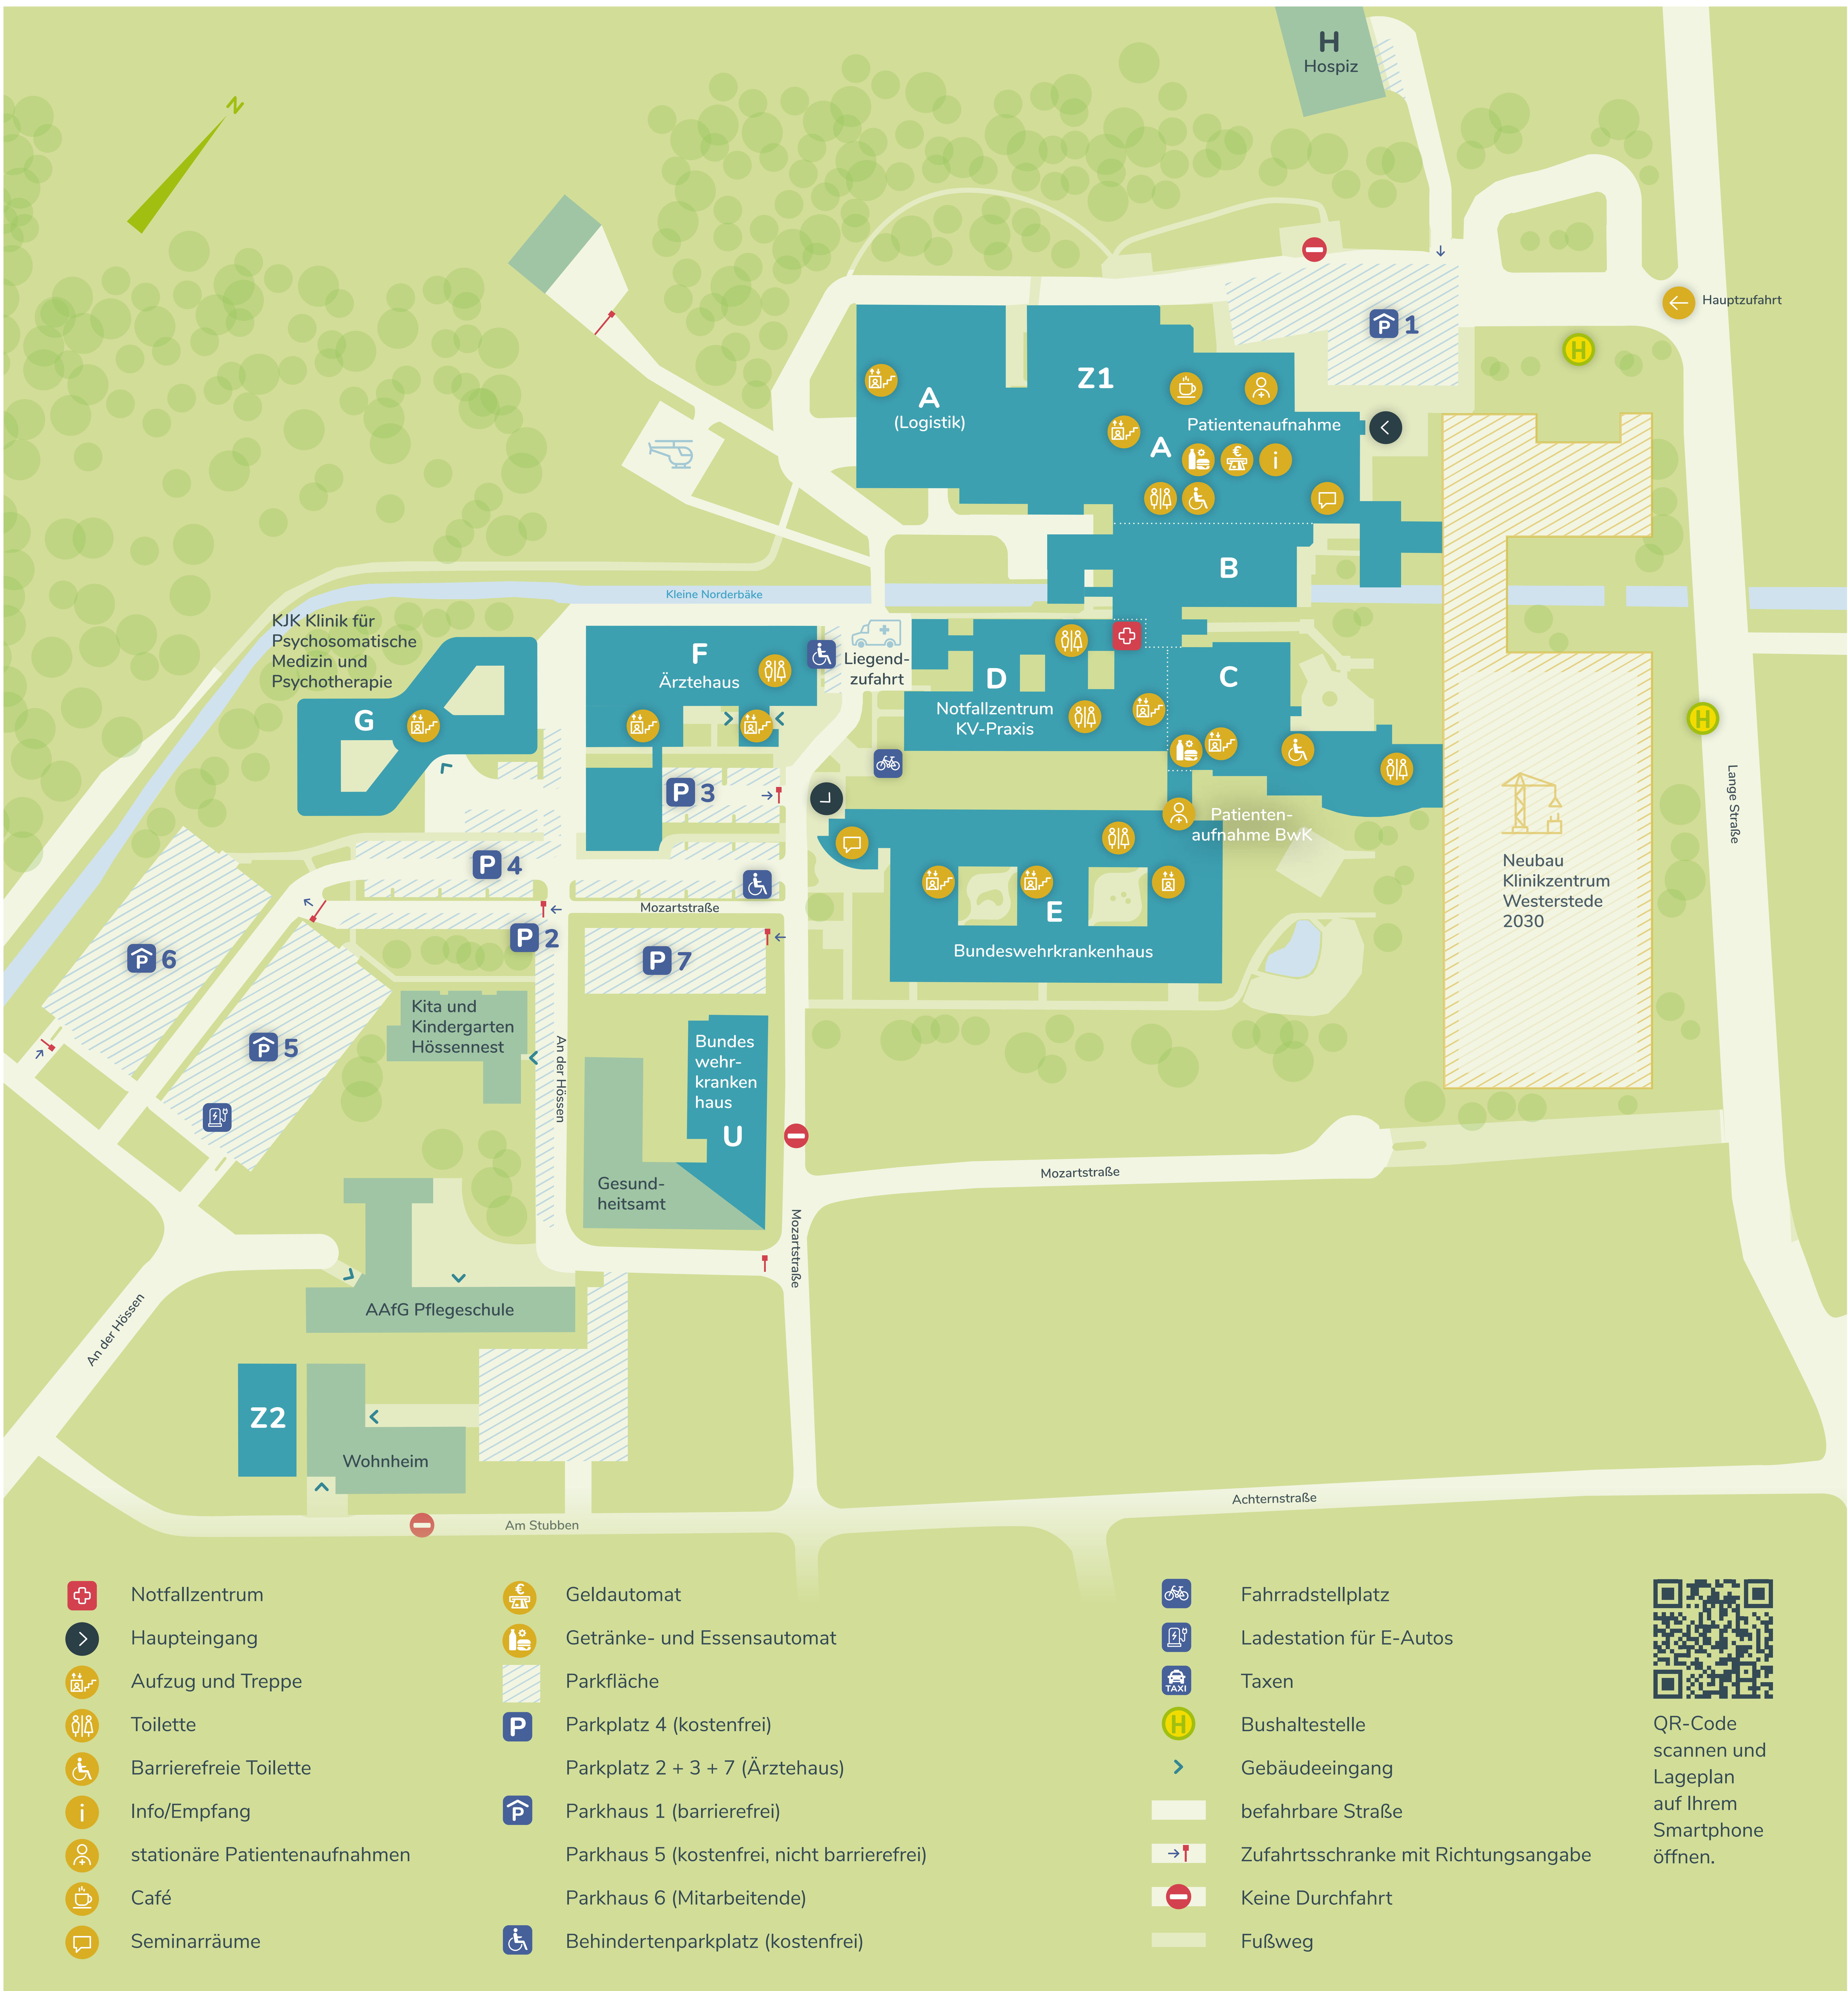 H
Hospiz
N
Hauptzufahrt
P 1
H
Z1
A
(Logistik)
Patientenaufnahme
A
€
i
B
Kleine Norderbäke
KJK Klinik für
Psychosomatische
Medizin und
Psychotherapie
G
F
Ärztehaus
Liegend-
zufahrt
D
Notfallzentrum
KV-Praxis
C
H
Lange Straße
P 3
Patienten-
aufnahme BwK
P 4
Mozartstraße
E
Bundeswehrkrankenhaus
Neubau
Klinikzentrum
Westerstede
2030
P 2
P 7
P 6
P 5
Kita und
Kindergarten
Hössennest
An der Hössen
Bundes
wehr-
kranken
haus
U
Gesund-
heitsamt
Mozartstraße
Mozartstraße
AAfG Pflegeschule
An der Hössen
Z2
Wohnheim
Am Stubben
Achternstraße
Notfallzentrum
Haupteingang
Aufzug und Treppe
Toilette
Barrierefreie Toilette
i Info/Empfang
stationäre Patientenaufnahmen
Café
Seminarräume
€ Geldautomat
Getränke- und Essensautomat
Parkfläche
P Parkplatz 4 (kostenfrei)
Parkplatz 2 + 3 + 7 (Ärztehaus)
P Parkhaus 1 (barrierefrei)
Parkhaus 5 (kostenfrei, nicht barrierefrei)
Parkhaus 6 (Mitarbeitende)
Behindertenparkplatz (kostenfrei)
Fahrradstellplatz
Ladestation für E-Autos
TAXI Taxen
H Bushaltestelle
Gebäudeeingang
befahrbare Straße
Zufahrtsschranke mit Richtungsangabe
Keine Durchfahrt
Fußweg
QR-Code
scannen und
Lageplan
auf Ihrem
Smartphone
öffnen.